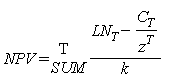 NPV = T SUM (LN_T - C_T / z^T) / k